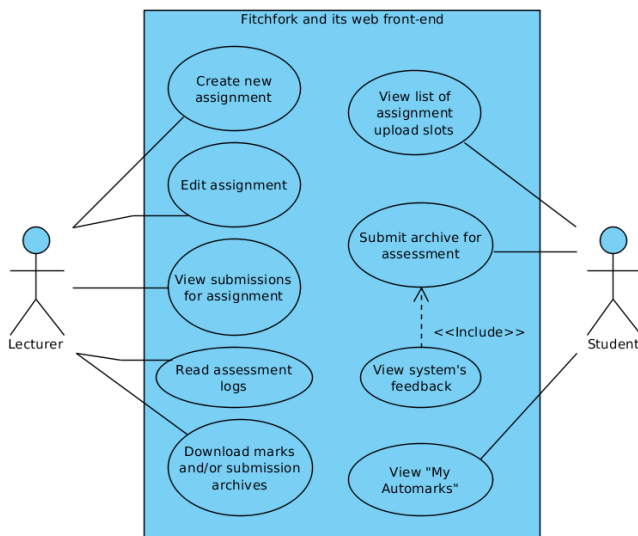 Fitchfork and its web front-end
Create new
assignment
View list of
assignment
upload slots
Edit assignment
Submit archive for
assessment
View submissions
for assignment
<<Include>>
Lecturer
Student
Read assessment
logs
View system's
feedback
Download marks
and/or submission
archives
View "My
Automarks"